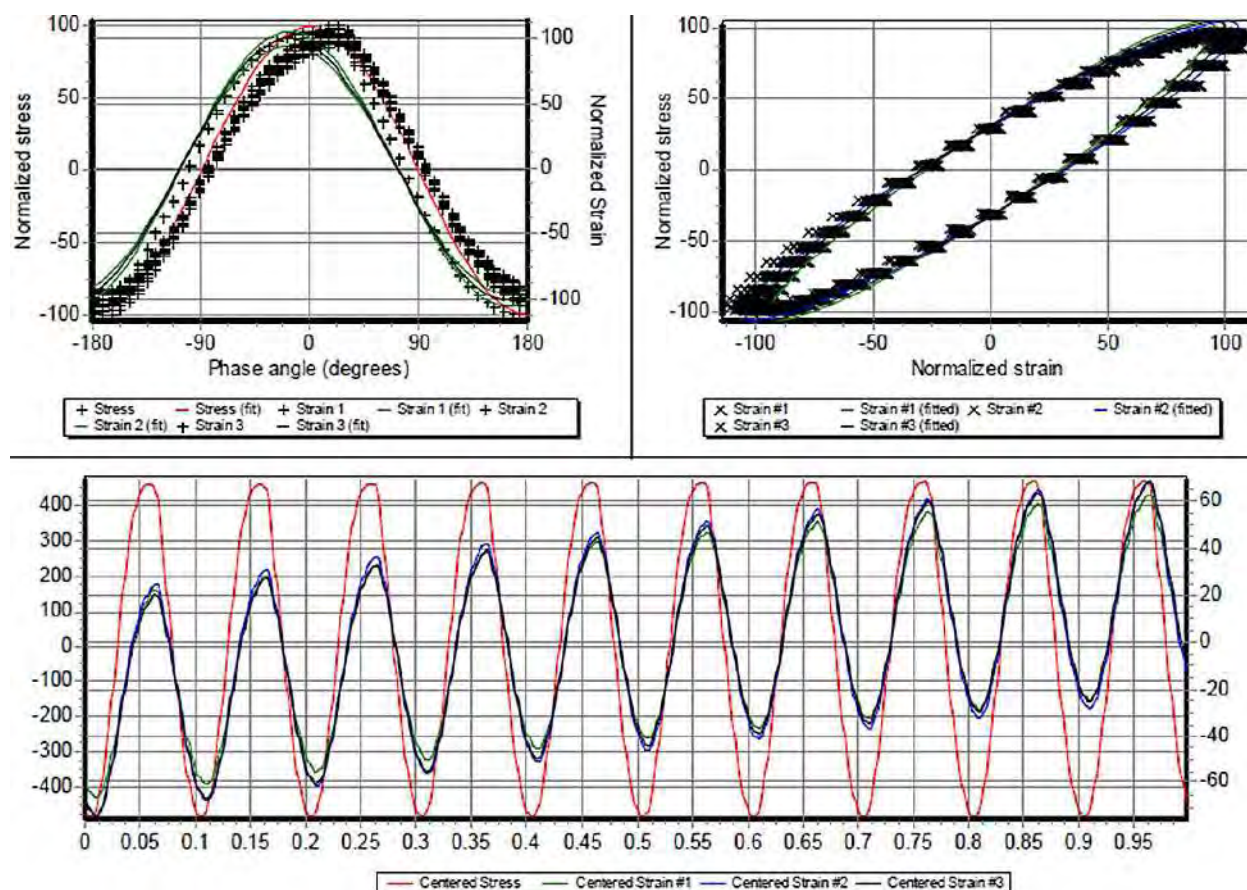 100
50
0
-50
-100
Normalized stress
100
50
0
-50
-100
Normalized Strain
-180 -90 0 90 180
Phase angle (degrees)
+ Stress — Stress (fit) + Strain 1 — Strain 1 (fit) + Strain 2
— Strain 2 (fit) + Strain 3 — Strain 3 (fit)
100
50
0
-50
-100
Normalized stress
-100 -50 0 50 100
Normalized strain
× Strain #1 — Strain #1 (fitted) × Strain #2 — Strain #2 (fitted)
× Strain #3 — Strain #3 (fitted)
400
300
200
100
0
-100
-200
-300
-400
60
40
20
0
-20
-40
-60
0 0.05 0.1 0.15 0.2 0.25 0.3 0.35 0.4 0.45 0.5 0.55 0.6 0.65 0.7 0.75 0.8 0.85 0.9 0.95
— Centered Stress — Centered Strain #1 — Centered Strain #2 — Centered Strain #3